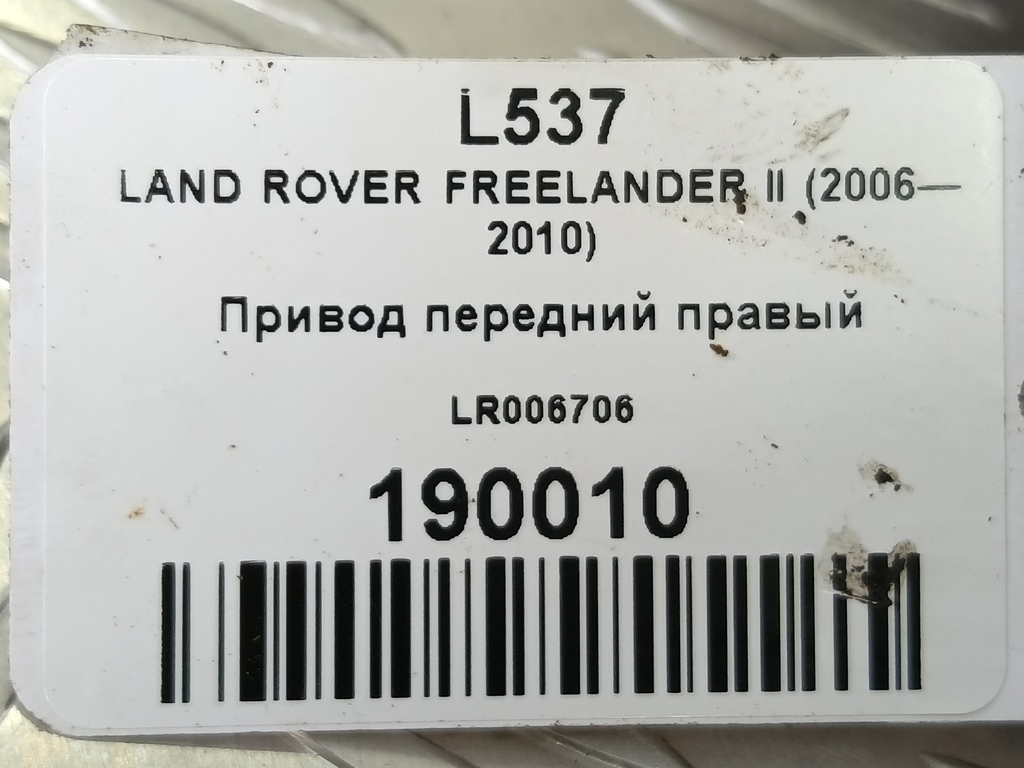 L537
LAND ROVER FREELANDER II (2006—
2010)
Привод передний правый
LR006706
190010